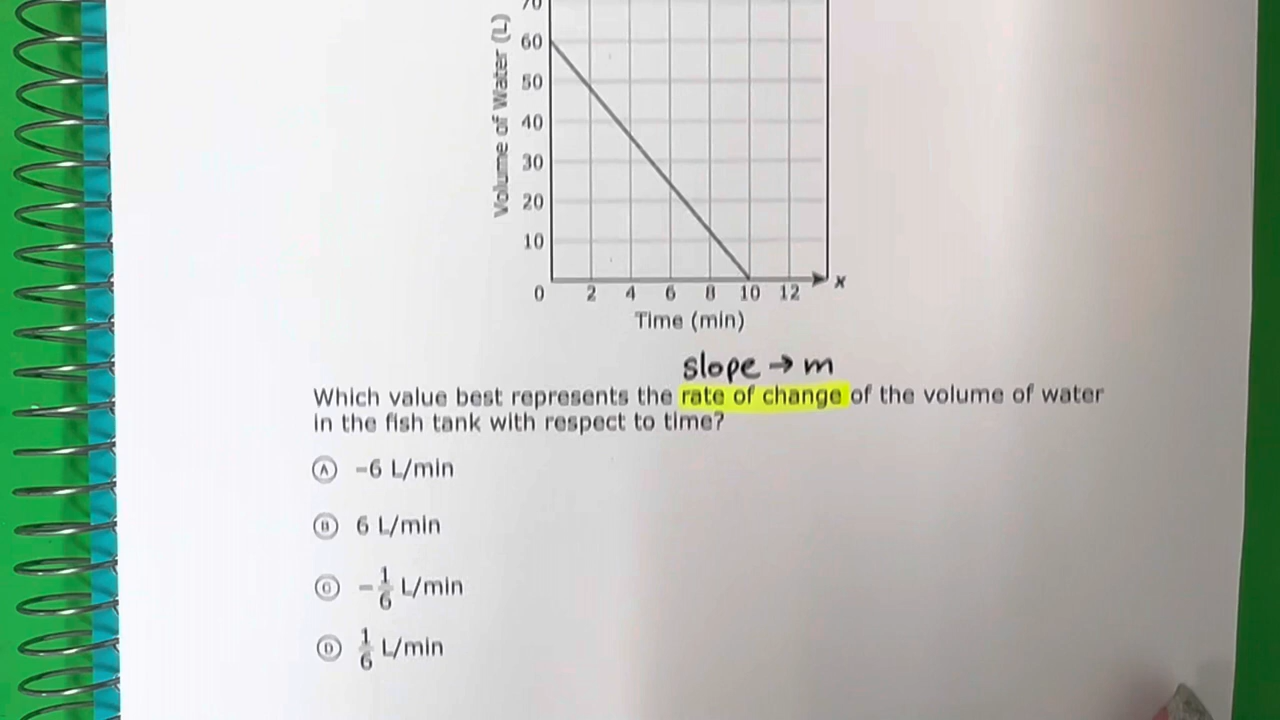 70
60
50
40
30
20
10
Volume of Water (L)
0 2 4 6 8 10 12 x
Time (min)
slope → m
Which value best represents the rate of change of the volume of water
in the fish tank with respect to time?
A -6 L/min
B 6 L/min
C -1/6 L/min
D 1/6 L/min